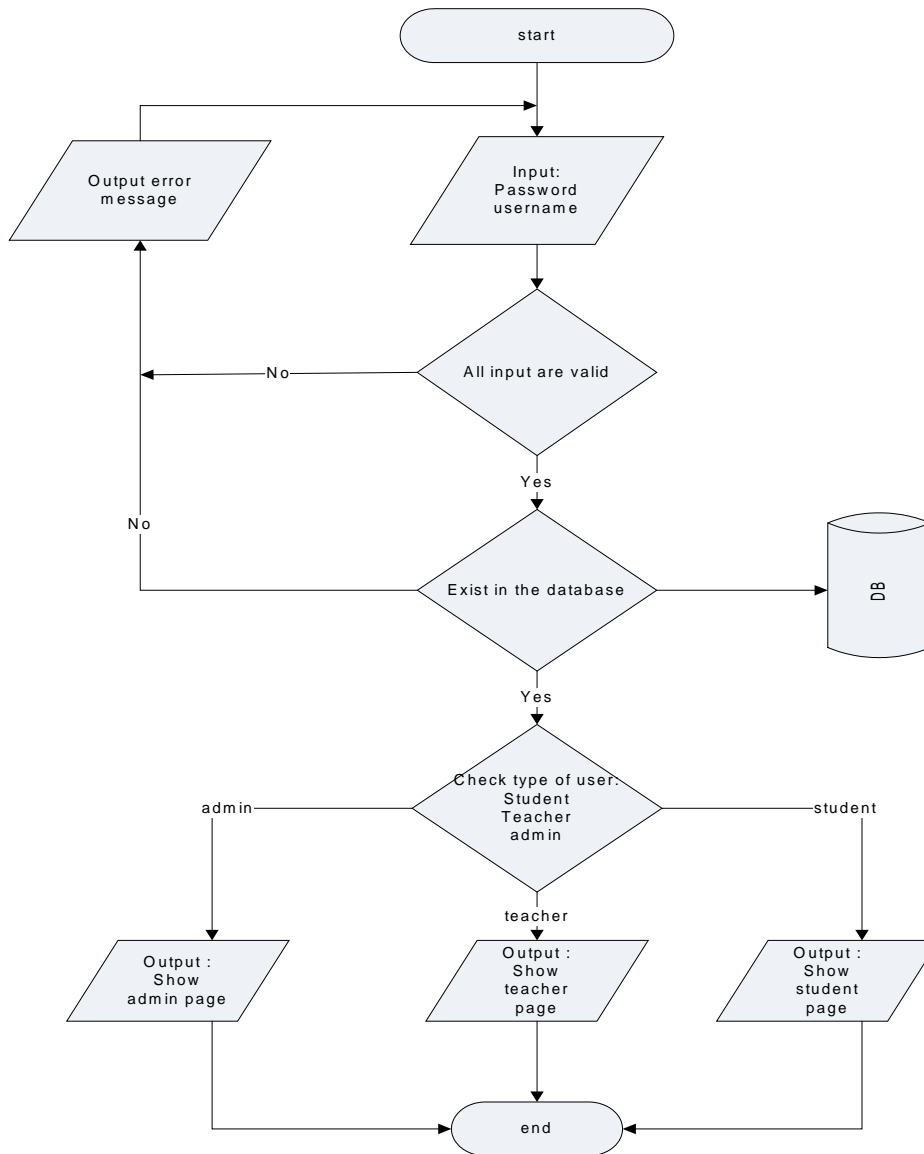 start
Output error
message
Input:
Password
username
All input are valid
No
Yes
No
Exist in the database
DB
Yes
Check type of user:
Student
Teacher
admin
admin
student
teacher
Output :
Show
admin page
Output :
Show
teacher
page
Output :
Show
student
page
end